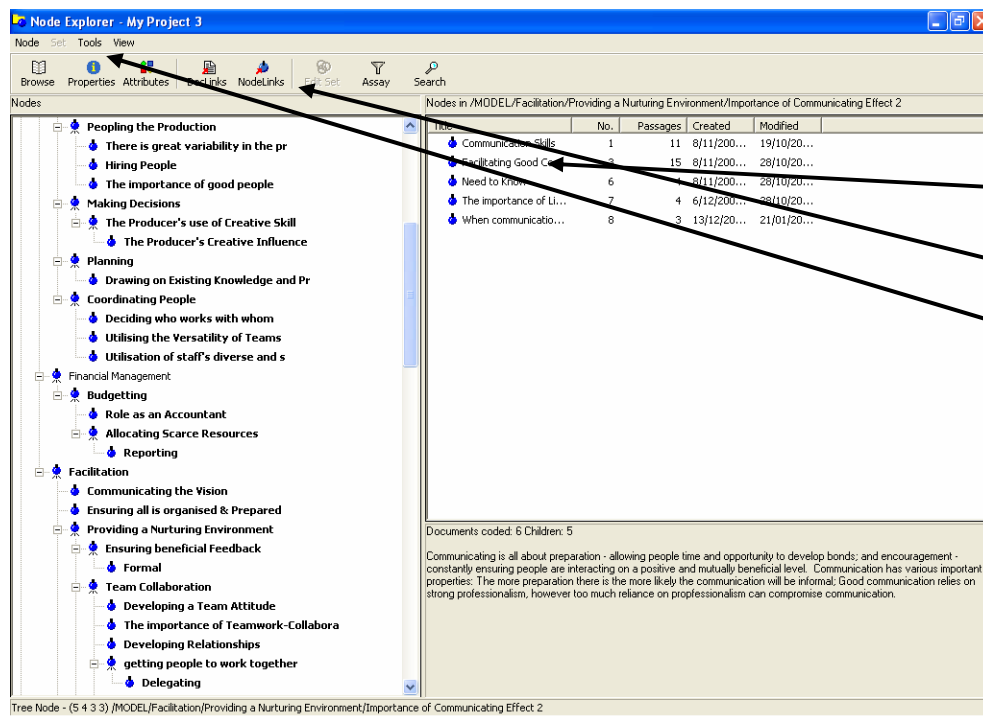 Node Explorer - My Project 3
Node Set Tools View
Browse Properties Attributes DocLinks NodeLinks Edit Set Assay Search
Nodes
Peopling the Production
There is great variability in the pr
Hiring People
The importance of good people
Making Decisions
The Producer's use of Creative Skill
The Producer's Creative Influence
Planning
Drawing on Existing Knowledge and Pr
Coordinating People
Deciding who works with whom
Utilising the Versatility of Teams
Utilisation of staff's diverse and s
Financial Management
Budgetting
Role as an Accountant
Allocating Scarce Resources
Reporting
Facilitation
Communicating the Vision
Ensuring all is organised & Prepared
Providing a Nurturing Environment
Ensuring beneficial Feedback
Formal
Team Collaboration
Developing a Team Attitude
The importance of Teamwork-Collabora
Developing Relationships
getting people to work together
Delegating
Nodes in /MODEL/Facilitation/Providing a Nurturing Environment/Importance of Communicating Effect 2
Title No. Passages Created Modified
Communication Skills 1 11 8/11/200... 19/10/20...
Facilitating Good Co... 3 15 8/11/200... 28/10/20...
Need to Know 6 4 8/11/200... 28/10/20...
The importance of Li... 7 4 6/12/200... 28/10/20...
When communicatio... 8 3 13/12/20... 21/01/20...
Documents coded: 6 Children: 5
Communicating is all about preparation - allowing people time and opportunity to develop bonds; and encouragement -
constantly ensuring people are interacting on a positive and mutually beneficial level. Communication has various important
properties: The more preparation there is the more likely the communication will be informal; Good communication relies on
strong professionalism, however too much reliance on propfessionalism can compromise communication.
Tree Node - (5 4 3 3) /MODEL/Facilitation/Providing a Nurturing Environment/Importance of Communicating Effect 2